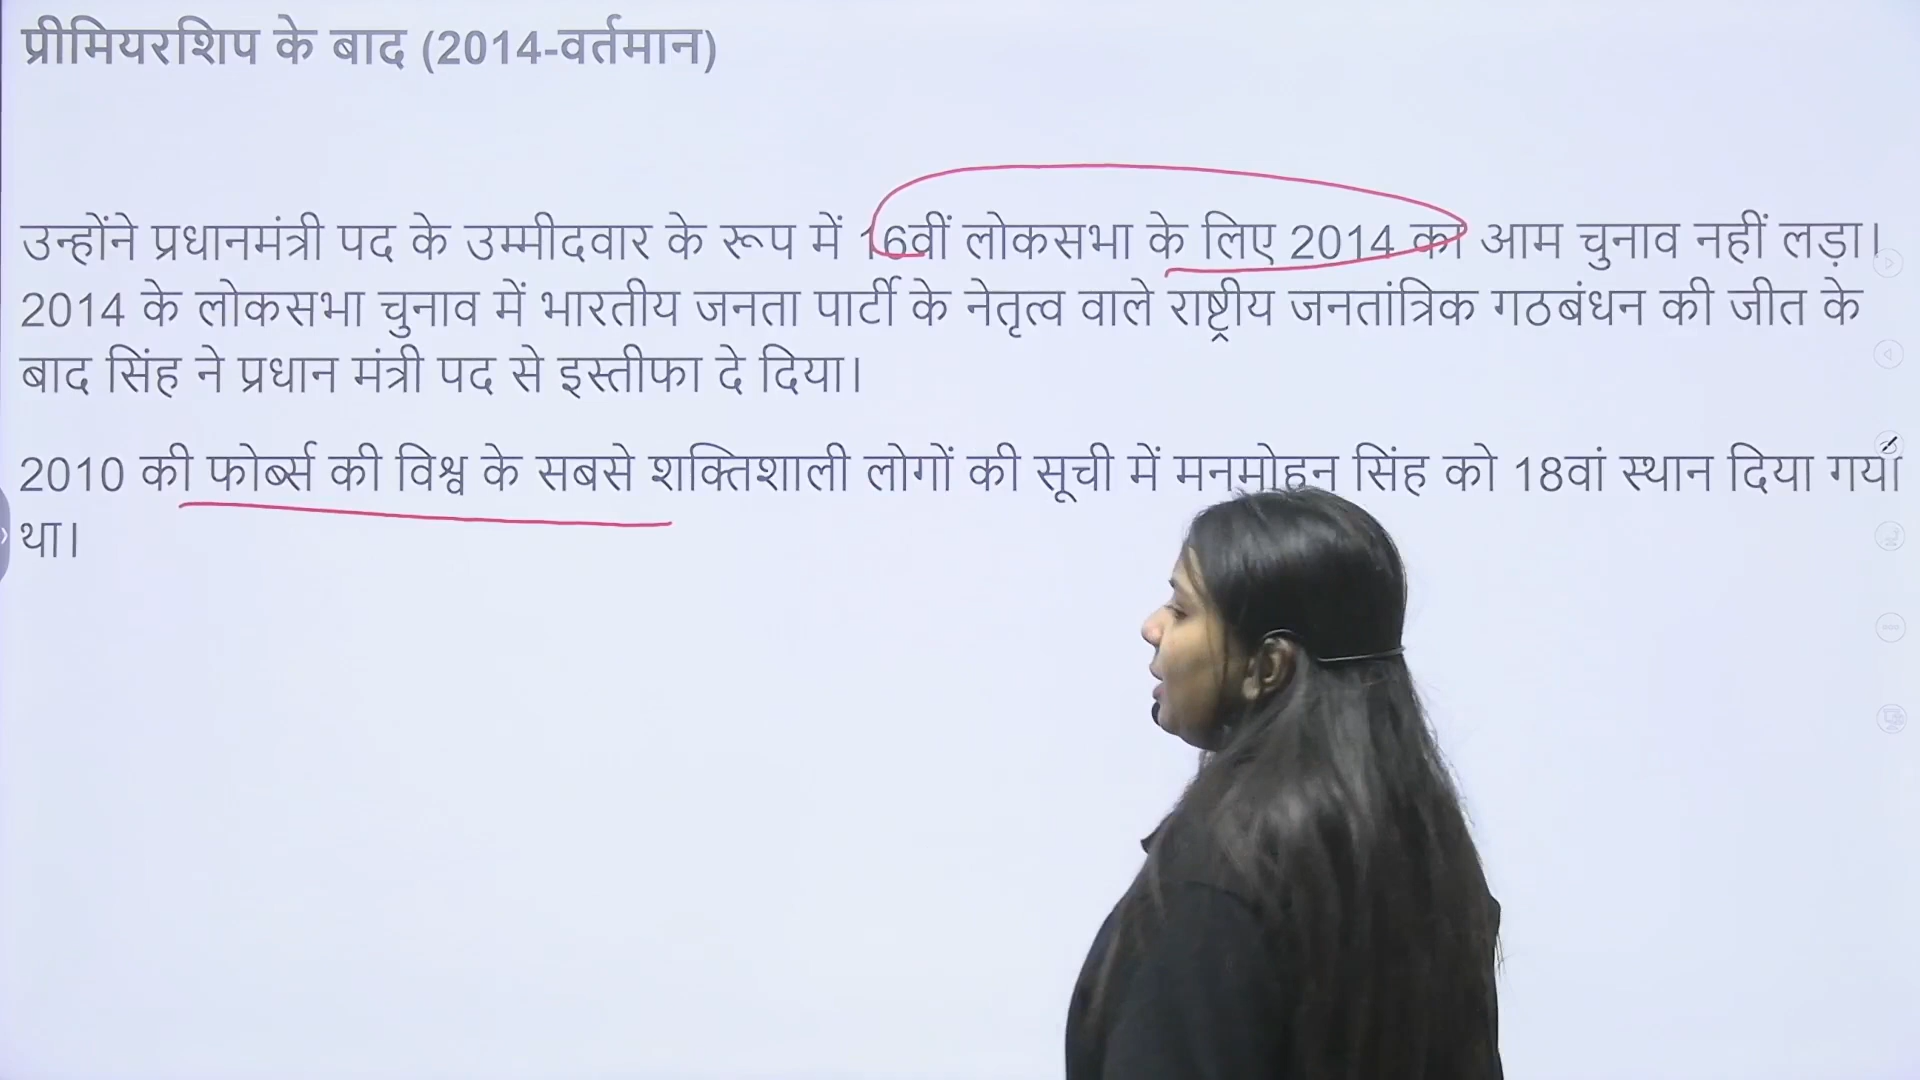 प्रीमियरशिप के बाद (2014-वर्तमान)
उन्होंने प्रधानमंत्री पद के उम्मीदवार के रूप में 16वीं लोकसभा के लिए 2014 का आम चुनाव नहीं लड़ा।
2014 के लोकसभा चुनाव में भारतीय जनता पार्टी के नेतृत्व वाले राष्ट्रीय जनतांत्रिक गठबंधन की जीत के
बाद सिंह ने प्रधान मंत्री पद से इस्तीफा दे दिया।
2010 की फोर्ब्स की विश्व के सबसे शक्तिशाली लोगों की सूची में मनमोहन सिंह को 18वां स्थान दिया गया
था।